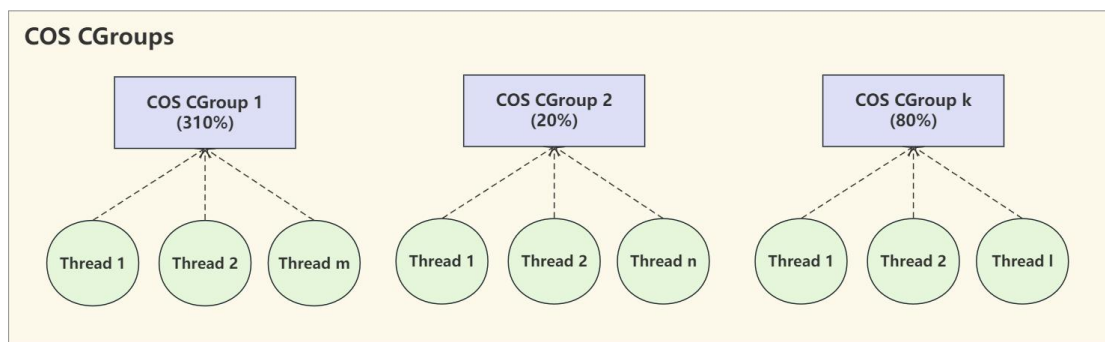 COS CGroups
COS CGroup 1
(310%)
COS CGroup 2
(20%)
COS CGroup k
(80%)
Thread 1
Thread 2
Thread m
Thread 1
Thread 2
Thread n
Thread 1
Thread 2
Thread l